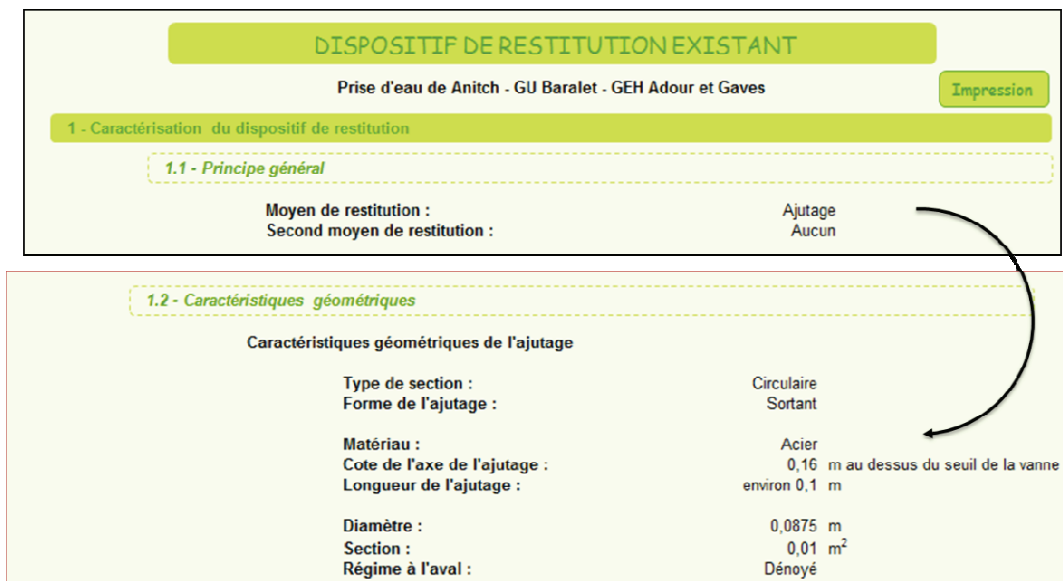 DISPOSITIF DE RESTITUTION EXISTANT
Prise d'eau de Anitch - GU Baralet - GEH Adour et Gaves
Impression
1 - Caractérisation du dispositif de restitution
1.1 - Principe général
Moyen de restitution : Ajutage
Second moyen de restitution : Aucun
1.2 - Caractéristiques géométriques
Caractéristiques géométriques de l'ajutage
Type de section : Circulaire
Forme de l'ajutage : Sortant
Matériau : Acier
Cote de l'axe de l'ajutage : 0,16 m au dessus du seuil de la vanne
Longueur de l'ajutage : environ 0,1 m
Diamètre : 0,0875 m
Section : 0,01 m²
Régime à l'aval : Dénoyé